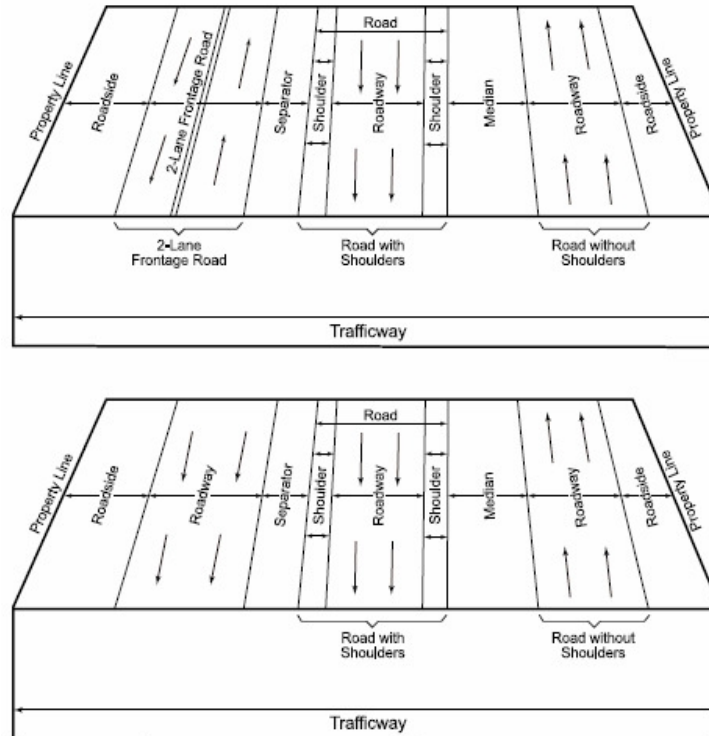 Road
Property Line
Roadside
2-Lane Frontage Road
Separator
Shoulder
Roadway
Shoulder
Median
Roadway
Roadside
Property Line
2-Lane
Frontage Road
Road with
Shoulders
Road without
Shoulders
Trafficway
Road
Property Line
Roadside
Roadway
Separator
Shoulder
Roadway
Shoulder
Median
Roadway
Roadside
Property Line
Road with
Shoulders
Road without
Shoulders
Trafficway